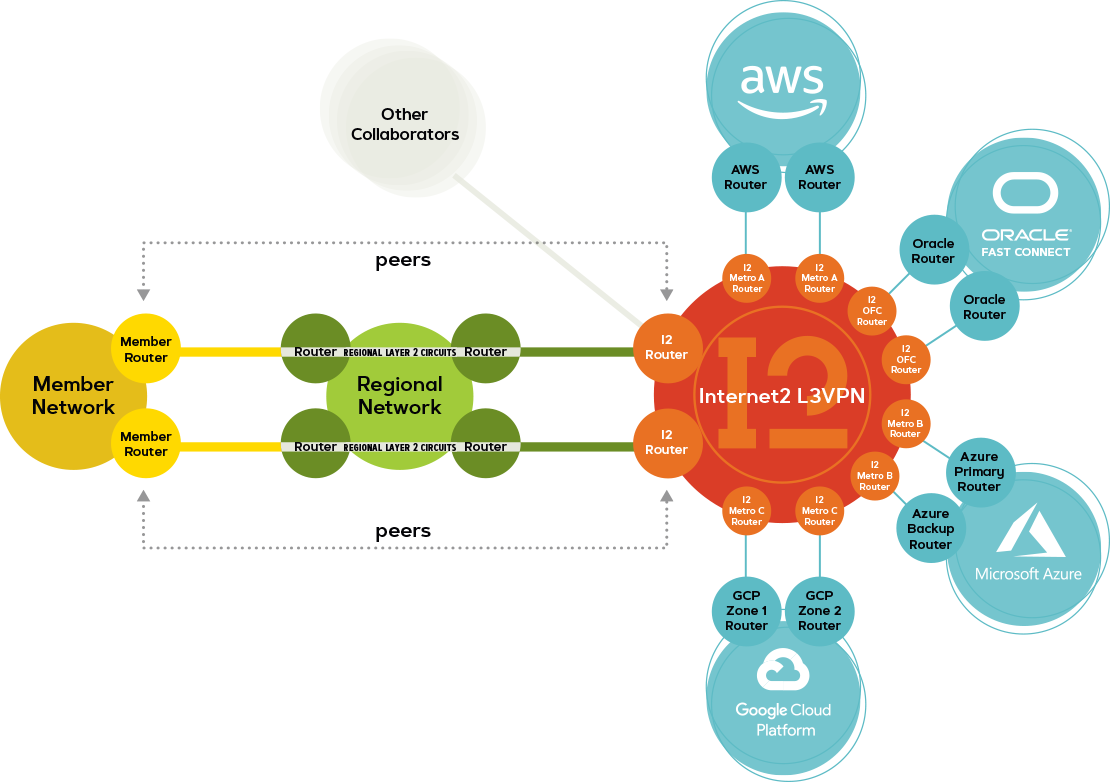 aws
AWS
Router
AWS
Router
Other
Collaborators
ORACLE®
FAST CONNECT
Oracle
Router
Oracle
Router
peers
I2
Metro A
Router
I2
Metro A
Router
I2
OFC
Router
I2
OFC
Router
Member
Network
Member
Router
Member
Router
Router
REGIONAL LAYER 2 CIRCUITS
Router
Regional
Network
Router
REGIONAL LAYER 2 CIRCUITS
Router
I2
Router
I2
Router
I2
Internet2 L3VPN
I2
Metro B
Router
I2
Metro B
Router
I2
Metro C
Router
I2
Metro C
Router
Azure
Primary
Router
Azure
Backup
Router
Microsoft Azure
peers
GCP
Zone 1
Router
GCP
Zone 2
Router
Google Cloud
Platform